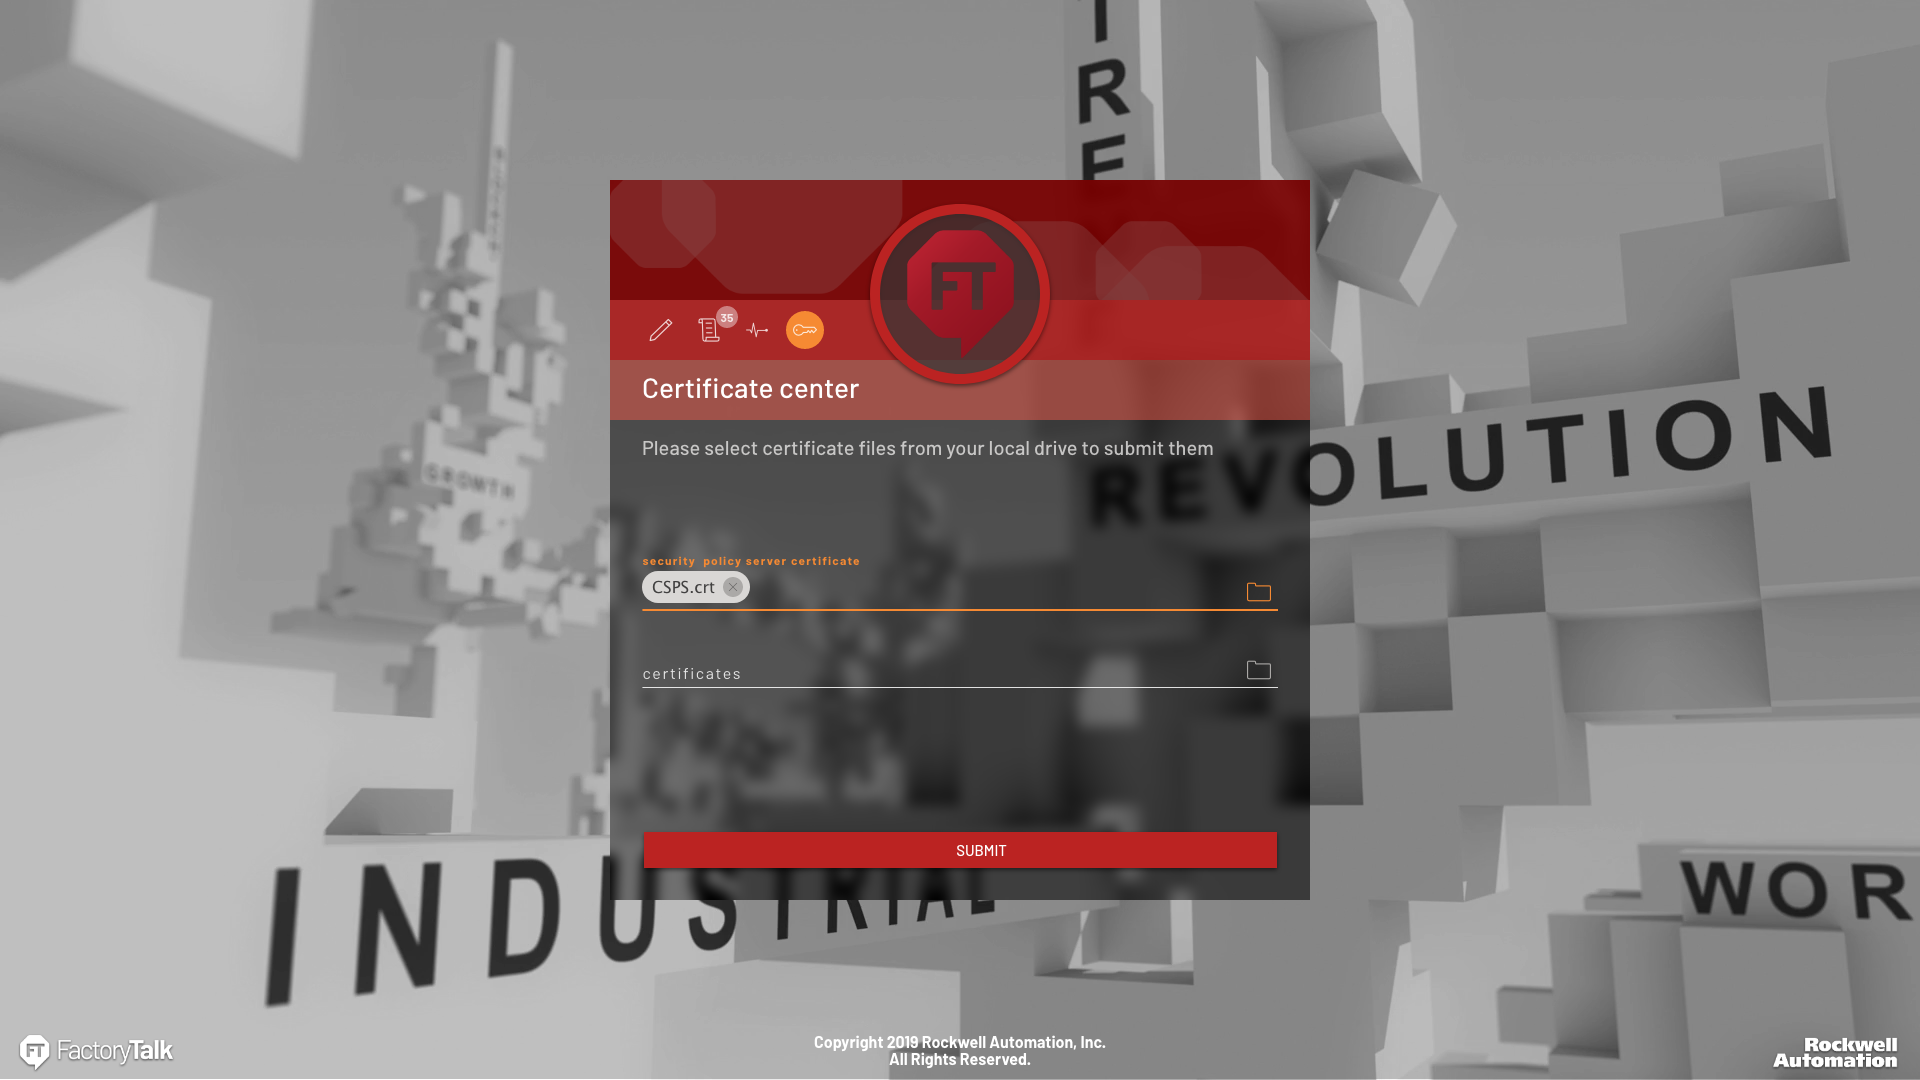 TRE
REVOLUTION
GROWTH
FT
35
Certificate center
Please select certificate files from your local drive to submit them
security policy server certificate
CSPS.crt
certificates
SUBMIT
INDUSTRIAL
WOR
FT FactoryTalk
Copyright 2019 Rockwell Automation, Inc.
All Rights Reserved.
Rockwell
Automation